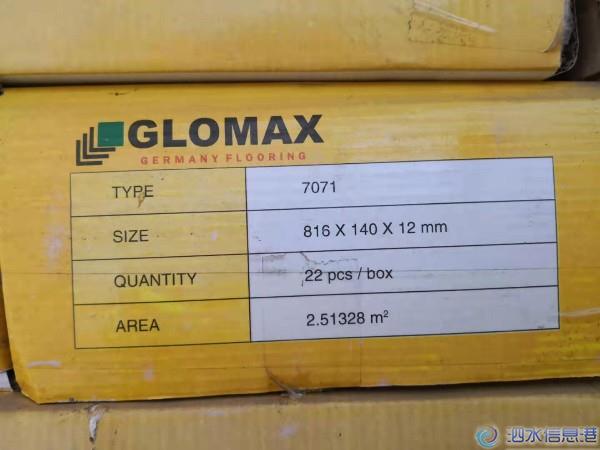 GLOMAX
GERMANY FLOORING
TYPE 7071
SIZE 816 X 140 X 12 mm
QUANTITY 22 pcs / box
AREA 2.51328 m²
泗水信息港